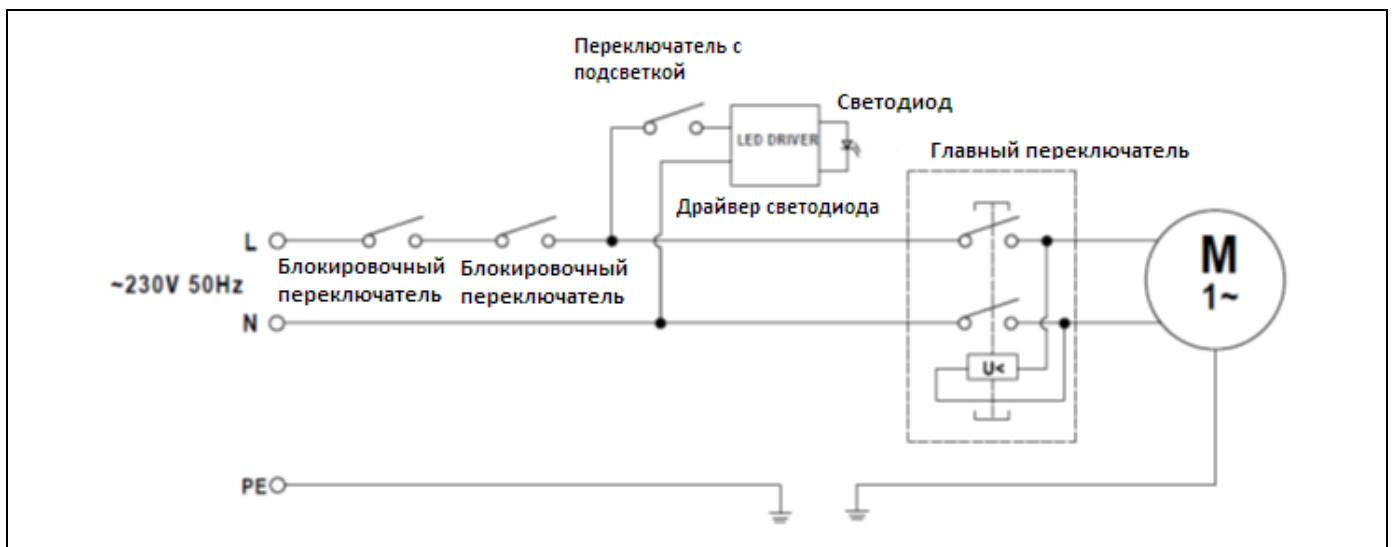 Переключатель с
подсветкой
Светодиод
LED DRIVER
Главный переключатель
Драйвер светодиода
L
Блокировочный
переключатель
Блокировочный
переключатель
~230V 50Hz
N
M
1~
U<
PE